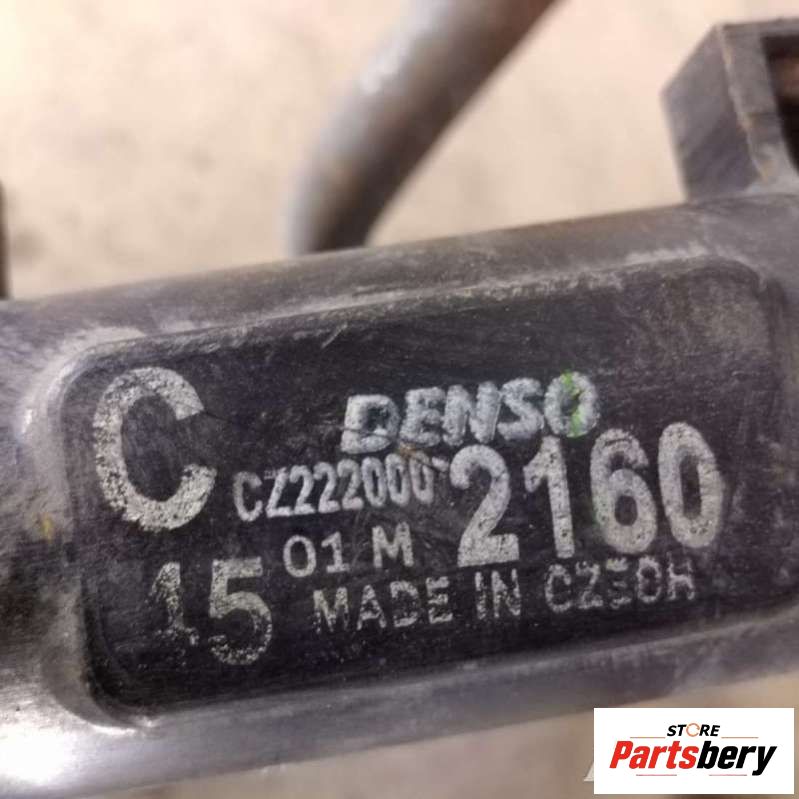 C DENSO
CZ222000-2160
15 01 M
MADE IN CZECH
STORE
Partsbery